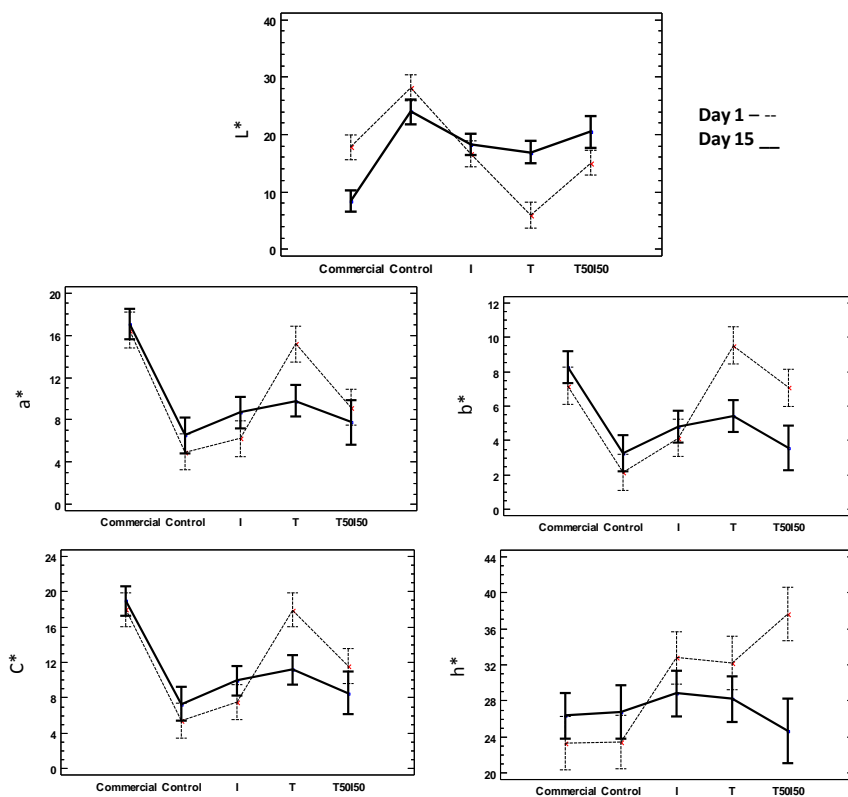 40
30
20
10
0
L*
Commercial Control I T T50I50
Day 1 – --
Day 15 __
20
16
12
8
4
0
a*
Commercial Control I T T50I50
12
10
8
6
4
2
0
b*
Commercial Control I T T50I50
24
20
16
12
8
4
0
C*
Commercial Control I T T50I50
44
40
36
32
28
24
20
h*
Commercial Control I T T50I50